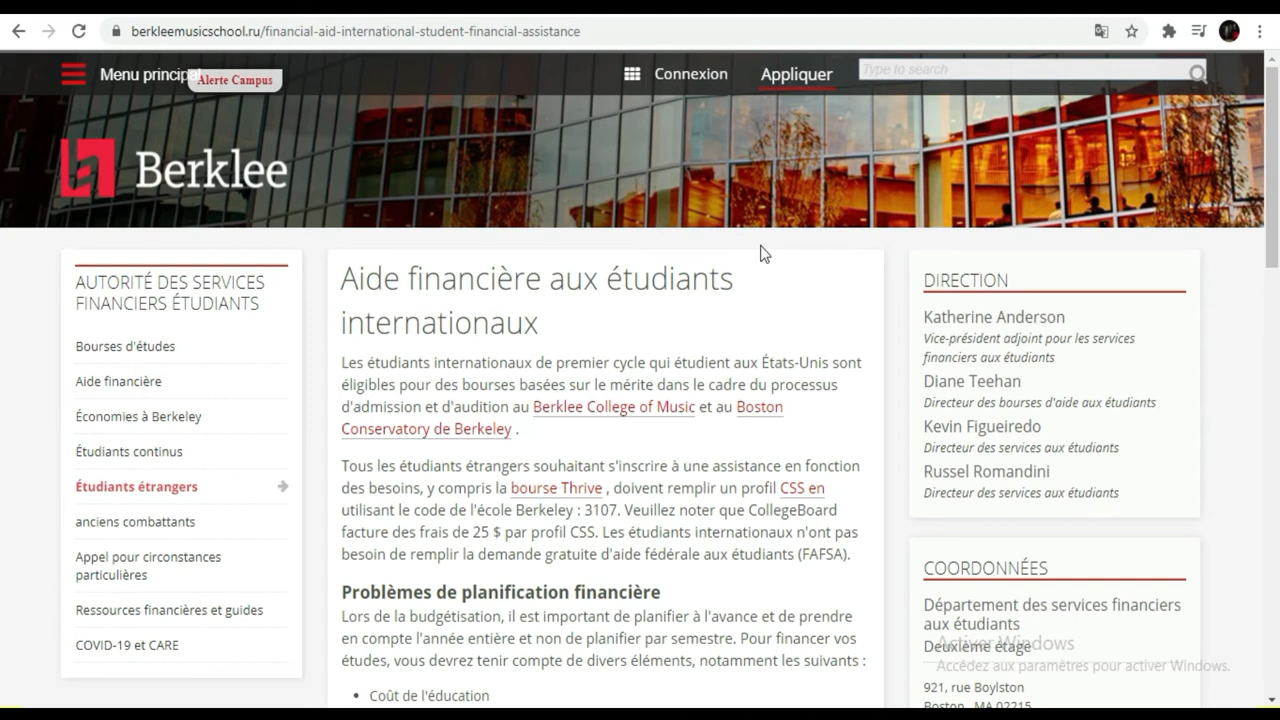 berkleemusicschool.ru/financial-aid-international-student-financial-assistance
Menu principal
Alerte Campus
Connexion
Appliquer
Type to search
Berklee
AUTORITÉ DES SERVICES
FINANCIERS ÉTUDIANTS
Bourses d'études
Aide financière
Économies à Berkeley
Étudiants continus
Étudiants étrangers
anciens combattants
Appel pour circonstances
particulières
Ressources financières et guides
COVID-19 et CARE
Aide financière aux étudiants
internationaux
Les étudiants internationaux de premier cycle qui étudient aux États-Unis sont
éligibles pour des bourses basées sur le mérite dans le cadre du processus
d'admission et d'audition au Berklee College of Music et au Boston
Conservatory de Berkeley .
Tous les étudiants étrangers souhaitant s'inscrire à une assistance en fonction
des besoins, y compris la bourse Thrive , doivent remplir un profil CSS en
utilisant le code de l'école Berkeley : 3107. Veuillez noter que CollegeBoard
facture des frais de 25 $ par profil CSS. Les étudiants internationaux n'ont pas
besoin de remplir la demande gratuite d'aide fédérale aux étudiants (FAFSA).
Problèmes de planification financière
Lors de la budgétisation, il est important de planifier à l'avance et de prendre
en compte l'année entière et non de planifier par semestre. Pour financer vos
études, vous devrez tenir compte de divers éléments, notamment les suivants :
• Coût de l'éducation
DIRECTION
Katherine Anderson
Vice-président adjoint pour les services
financiers aux étudiants
Diane Teehan
Directeur des bourses d'aide aux étudiants
Kevin Figueiredo
Directeur des services aux étudiants
Russel Romandini
Directeur des services aux étudiants
COORDONNÉES
Département des services financiers
aux étudiants
Deuxième étage
921, rue Boylston
Boston, MA 02215
Activer Windows
Accédez aux paramètres pour activer Windows.